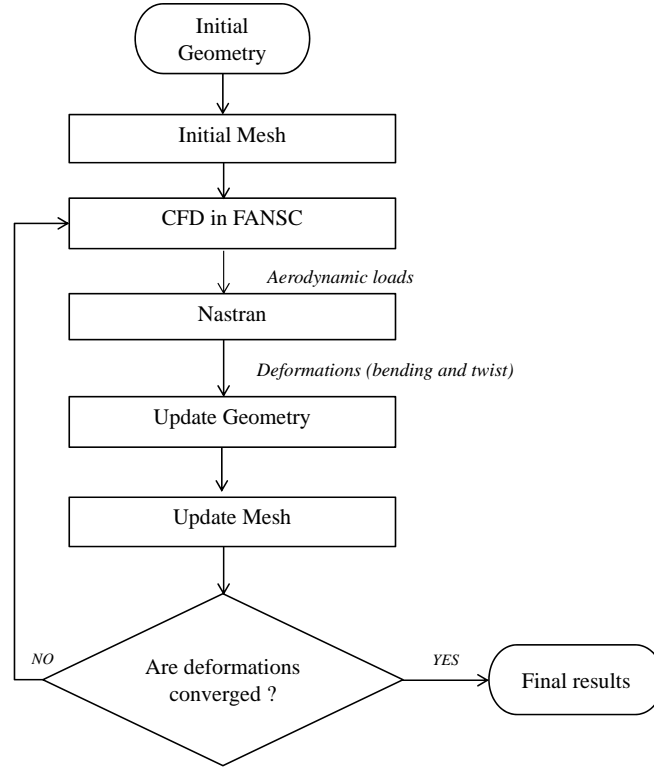 Initial
Geometry
Initial Mesh
CFD in FANSC
Aerodynamic loads
Nastran
Deformations (bending and twist)
Update Geometry
Update Mesh
NO
Are deformations
converged ?
YES
Final results